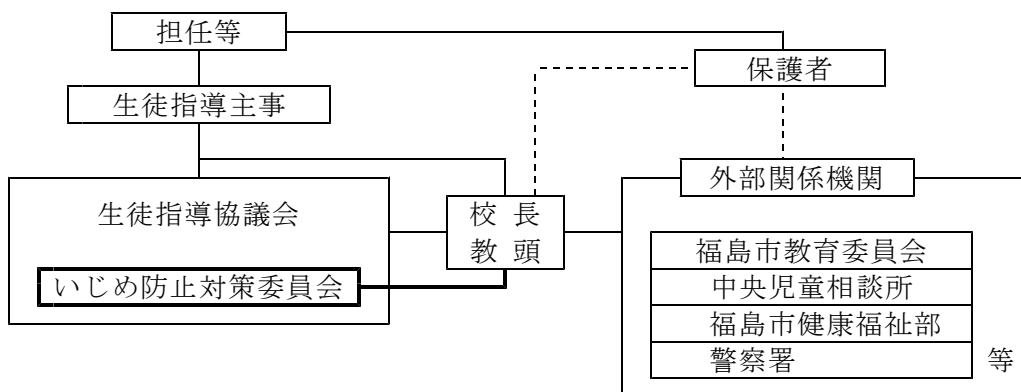 担任等
保護者
生徒指導主事
外部関係機関
生徒指導協議会
校長
教頭
いじめ防止対策委員会
福島市教育委員会
中央児童相談所
福島市健康福祉部
警察署
等